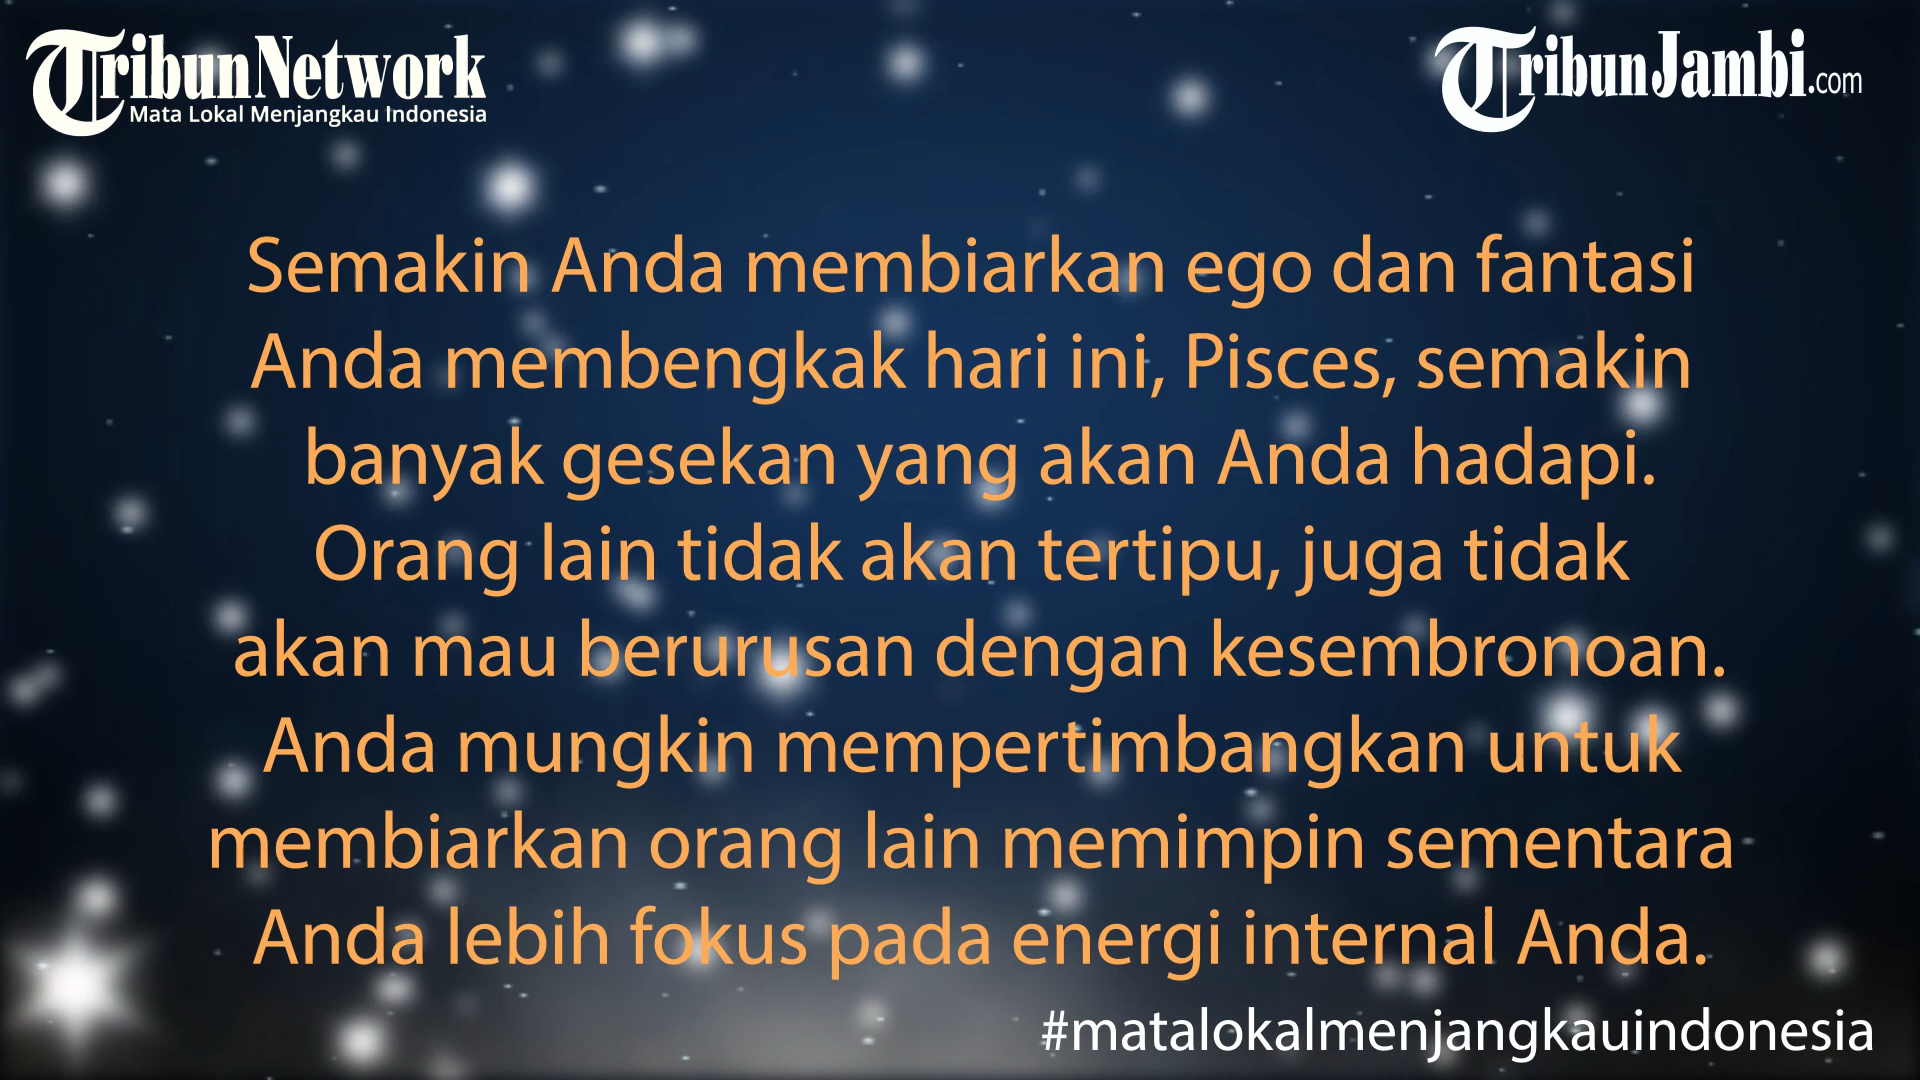 TribunNetwork
Mata Lokal Menjangkau Indonesia
TribunJambi.com
Semakin Anda membiarkan ego dan fantasi
Anda membengkak hari ini, Pisces, semakin
banyak gesekan yang akan Anda hadapi.
Orang lain tidak akan tertipu, juga tidak
akan mau berurusan dengan kesembronoan.
Anda mungkin mempertimbangkan untuk
membiarkan orang lain memimpin sementara
Anda lebih fokus pada energi internal Anda.
#matalokalmenjangkauindonesia